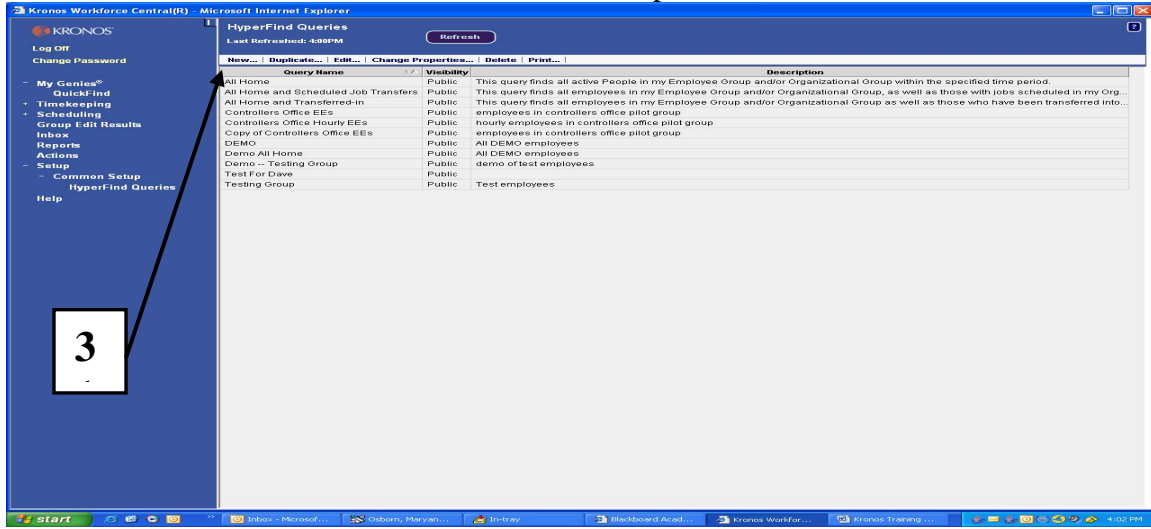 Kronos Workforce Central(R) - Microsoft Internet Explorer
KRONOS
Log Off
Change Password
- My Genies®
QuickFind
+ Timekeeping
+ Scheduling
Group Edit Results
Inbox
Reports
Actions
- Setup
- Common Setup
HyperFind Queries
Help
HyperFind Queries
Last Refreshed: 4:00PM
Refresh
?
New... | Duplicate... | Edit... | Change Properties... | Delete | Print... |
Query Name Visibility Description
All Home Public This query finds all active People in my Employee Group and/or Organizational Group within the specified time period.
All Home and Scheduled Job Transfers Public This query finds all employees in my Employee Group and/or Organizational Group, as well as those with jobs scheduled in my Org...
All Home and Transferred-in Public This query finds all employees in my Employee Group and/or Organizational Group as well as those who have been transferred into...
Controllers Office EEs Public employees in controllers office pilot group
Controllers Office Hourly EEs Public hourly employees in controllers office pilot group
Copy of Controllers Office EEs Public employees in controllers office pilot group
DEMO Public All DEMO employees
Demo All Home Public All DEMO employees
Demo -- Testing Group Public demo of test employees
Test For Dave Public
Testing Group Public Test employees
3
start
Inbox - Microsof...
Osborn, Maryan...
In-tray
Blackboard Acad...
Kronos Workfor...
Kronos Training ...
4:02 PM